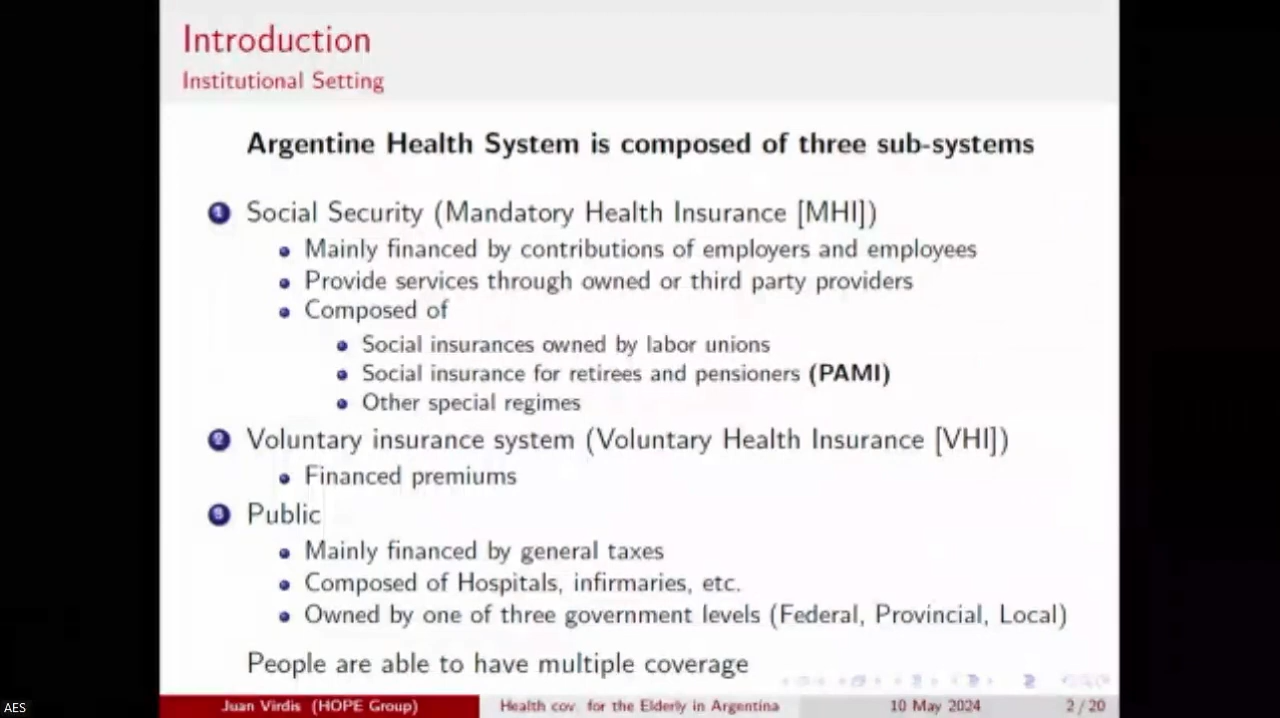 Introduction
Institutional Setting
Argentine Health System is composed of three sub-systems
1 Social Security (Mandatory Health Insurance [MHI])
Mainly financed by contributions of employers and employees
Provide services through owned or third party providers
Composed of
Social insurances owned by labor unions
Social insurance for retirees and pensioners (PAMI)
Other special regimes
2 Voluntary insurance system (Voluntary Health Insurance [VHI])
Financed premiums
3 Public
Mainly financed by general taxes
Composed of Hospitals, infirmaries, etc.
Owned by one of three government levels (Federal, Provincial, Local)
People are able to have multiple coverage
AES
Juan Virdis (HOPE Group)
Health cov. for the Elderly in Argentina
10 May 2024
2 / 20